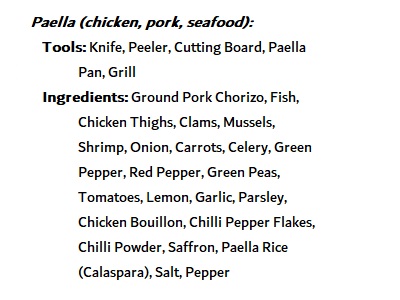 Paella (chicken, pork, seafood):
Tools: Knife, Peeler, Cutting Board, Paella
Pan, Grill
Ingredients: Ground Pork Chorizo, Fish,
Chicken Thighs, Clams, Mussels,
Shrimp, Onion, Carrots, Celery, Green
Pepper, Red Pepper, Green Peas,
Tomatoes, Lemon, Garlic, Parsley,
Chicken Bouillon, Chilli Pepper Flakes,
Chilli Powder, Saffron, Paella Rice
(Calaspara), Salt, Pepper